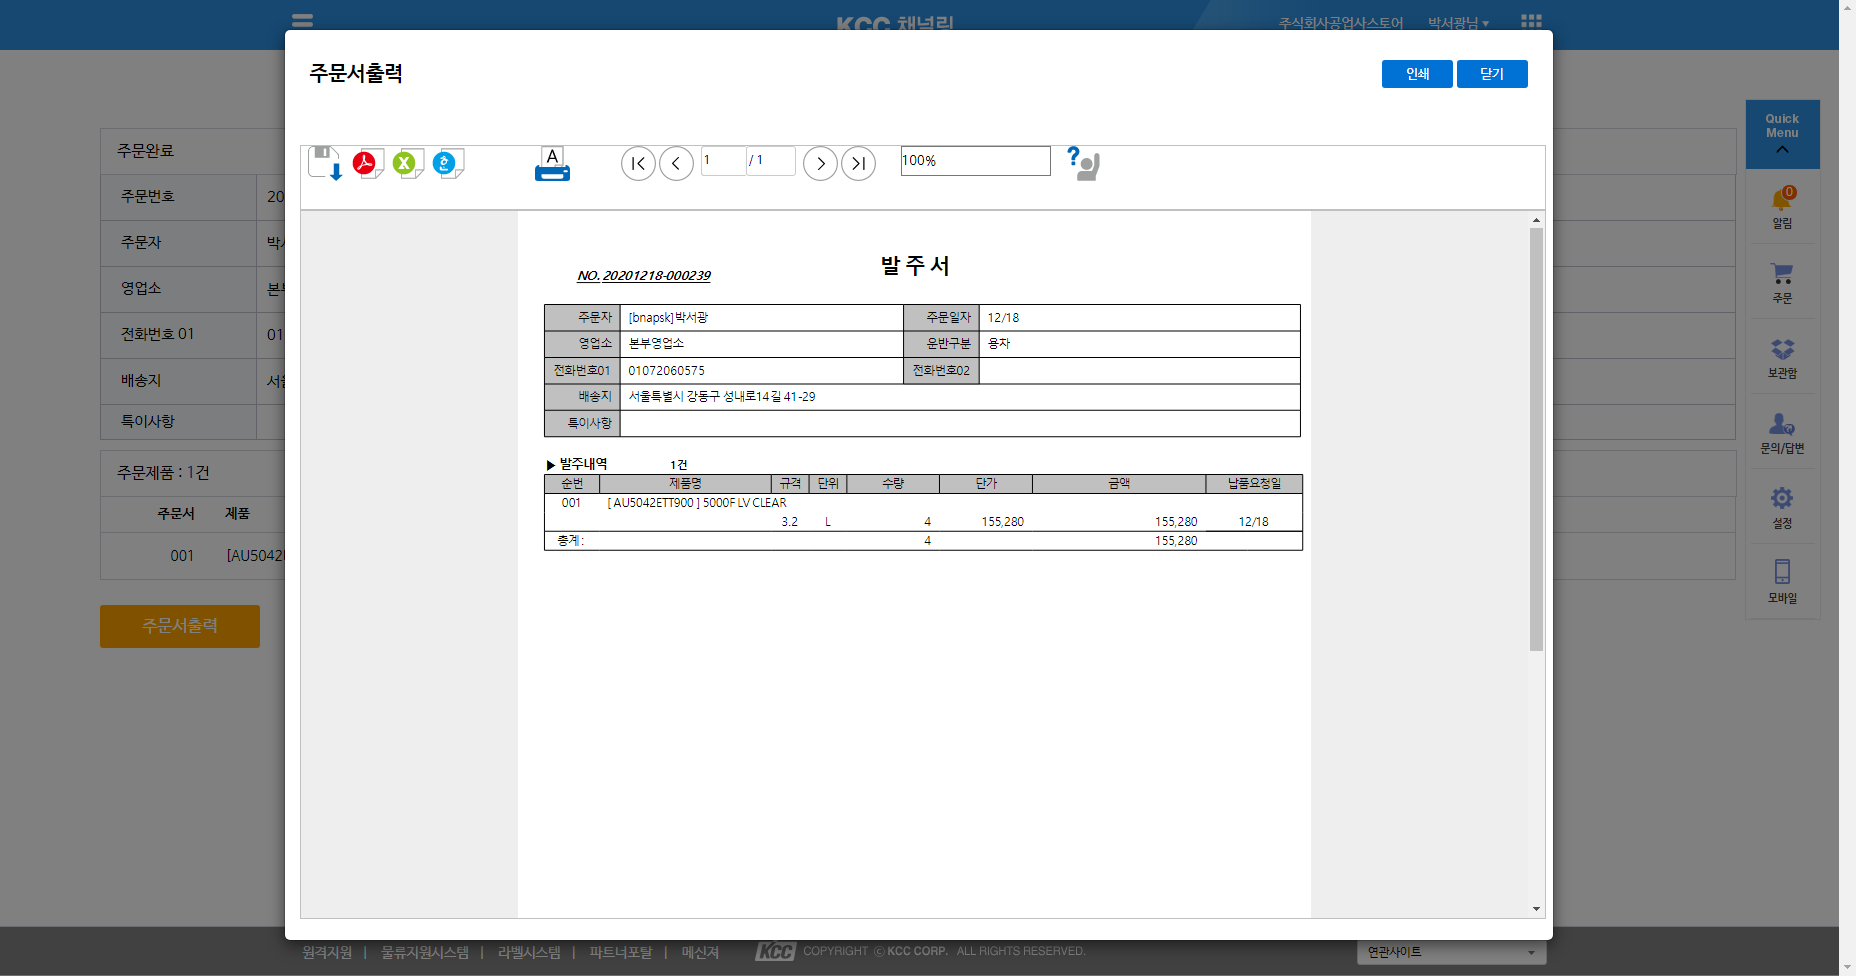 KCC 채널링
주식회사공업사스토어 박서광님 ▾
주문서출력
인쇄 닫기
1 / 1 100%
발 주 서
NO. 20201218-000239
주문자 [bnapsk]박서광 주문일자 12/18
영업소 본부영업소 운반구분 용차
전화번호01 01072060575 전화번호02
배송지 서울특별시 강동구 성내로14길 41-29
특이사항
▶ 발주내역 1건
순번 제품명 규격 단위 수량 단가 금액 납품요청일
001 [ AU5042ETT900 ] 5000F LV CLEAR
3.2 L 4 155,280 155,280 12/18
총계 : 4 155,280
주문완료
주문번호 20
주문자
영업소
전화번호 01 01
배송지
특이사항
주문제품 : 1건
주문서 제품
001 [AU5042
주문서출력
Quick
Menu
0
알림
주문
보관함
문의/답변
설정
모바일
원격지원 | 물류지원시스템 | 라벨시스템 | 파트너포탈 | 메신저
KCC COPYRIGHT ⓒ KCC CORP. ALL RIGHTS RESERVED.
연관사이트